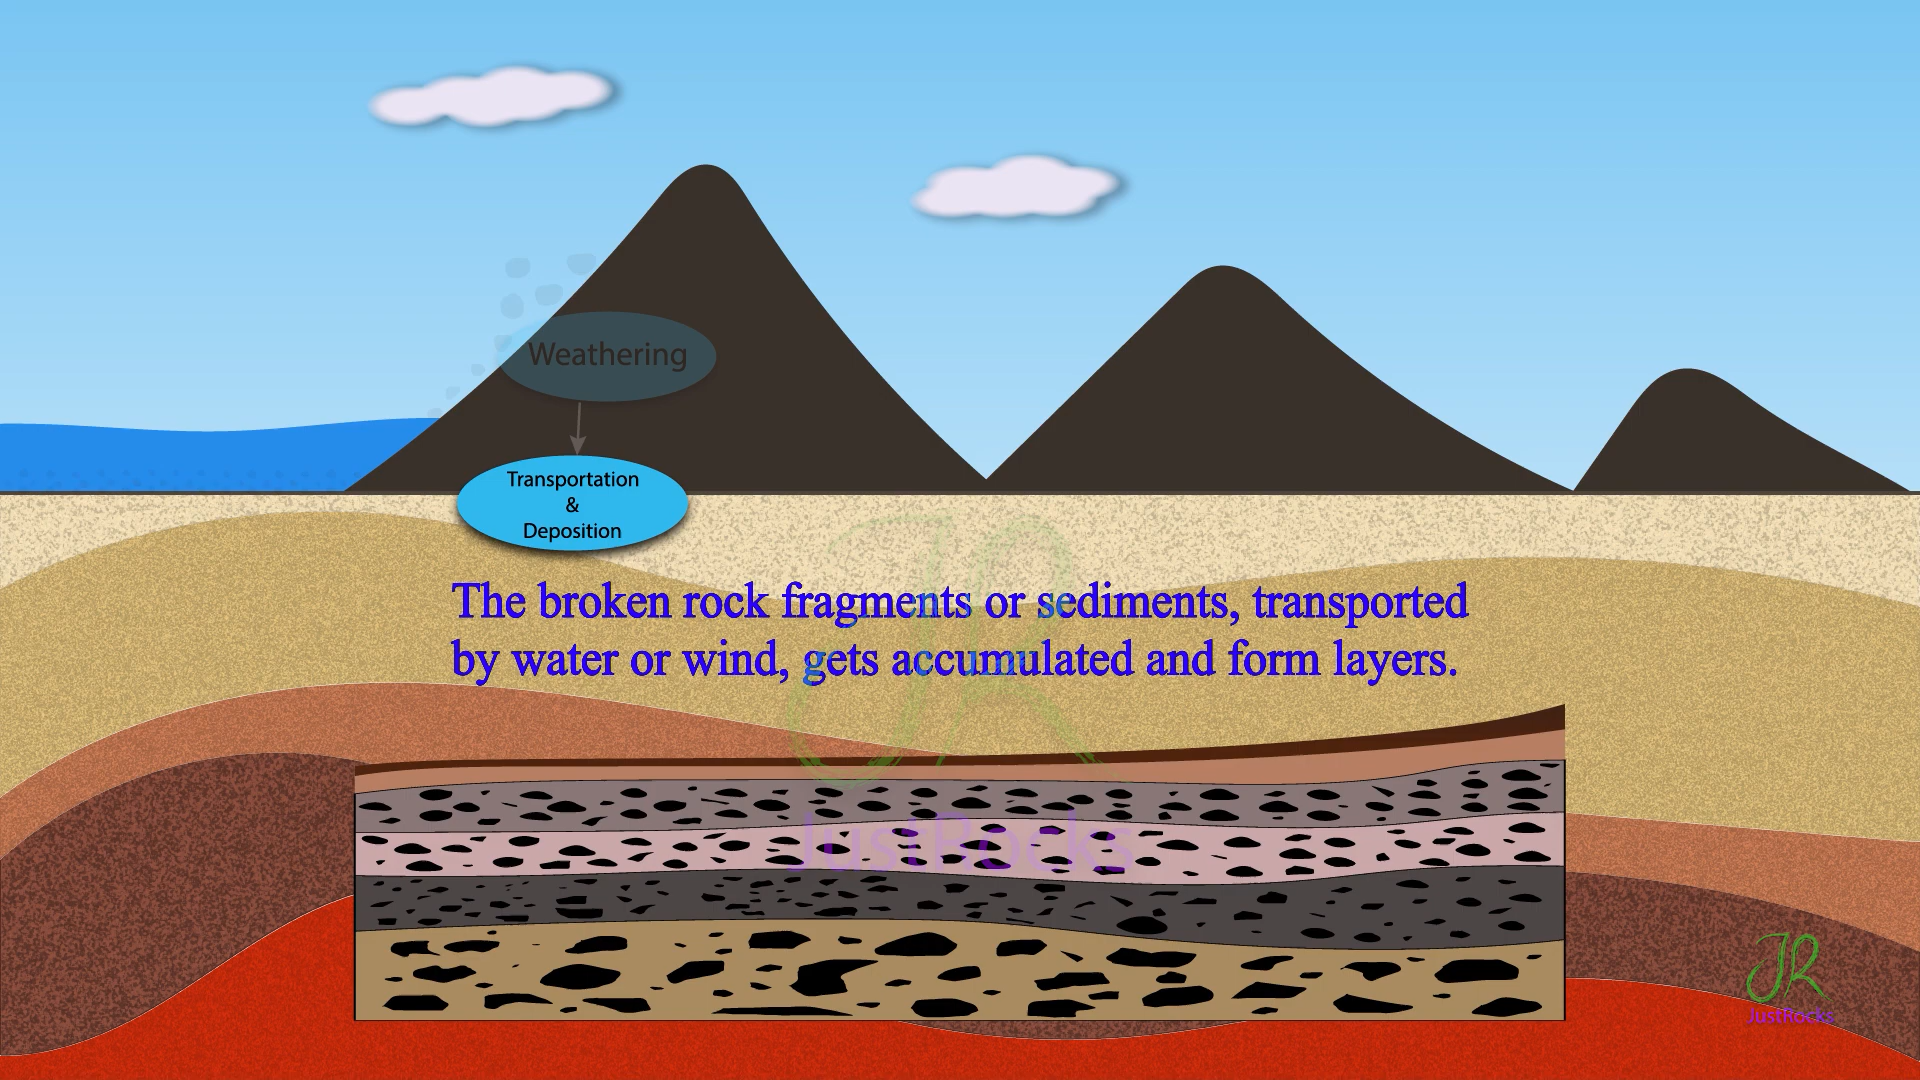 Weathering
Transportation
&
Deposition
The broken rock fragments or sediments, transported
by water or wind, gets accumulated and form layers.
JR
JustRocks
JR
JustRocks